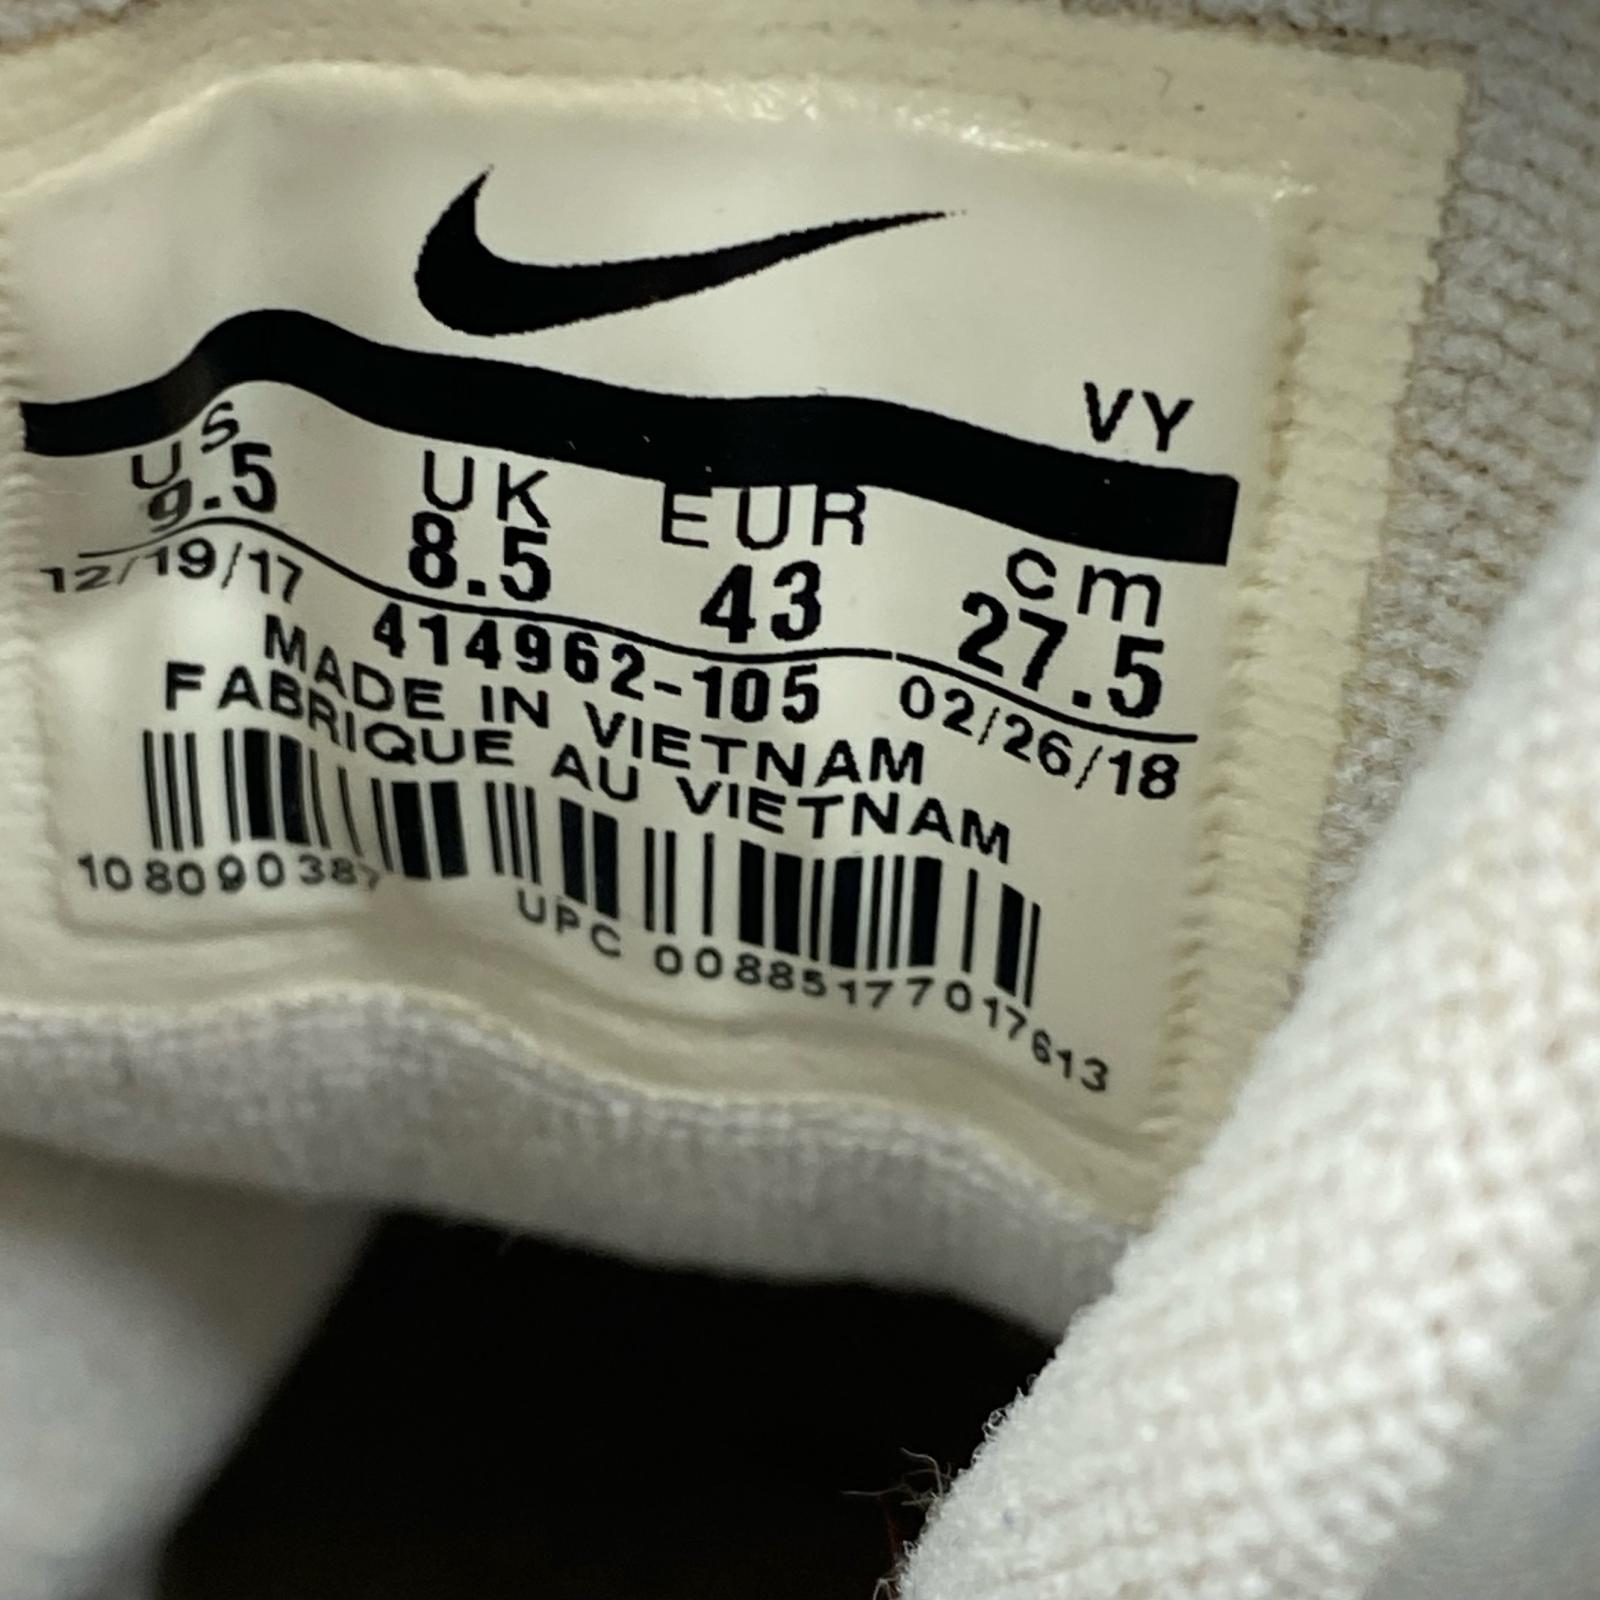 VY
US UK EUR cm
9.5 8.5 43 27.5
12/19/17 414962-105 02/26/18
MADE IN VIETNAM
FABRIQUE AU VIETNAM
1080900387 UPC 00885177017613